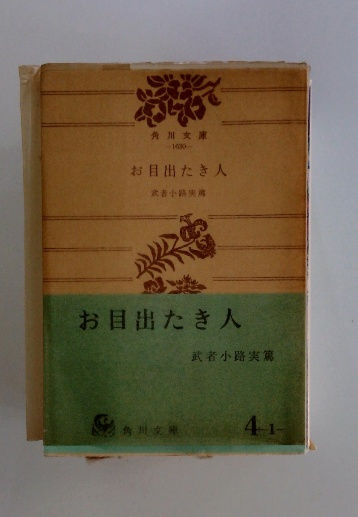 角川文庫
—1030—
お目出たき人
武者小路実篤
お目出たき人
武者小路実篤
角川文庫
4-1-